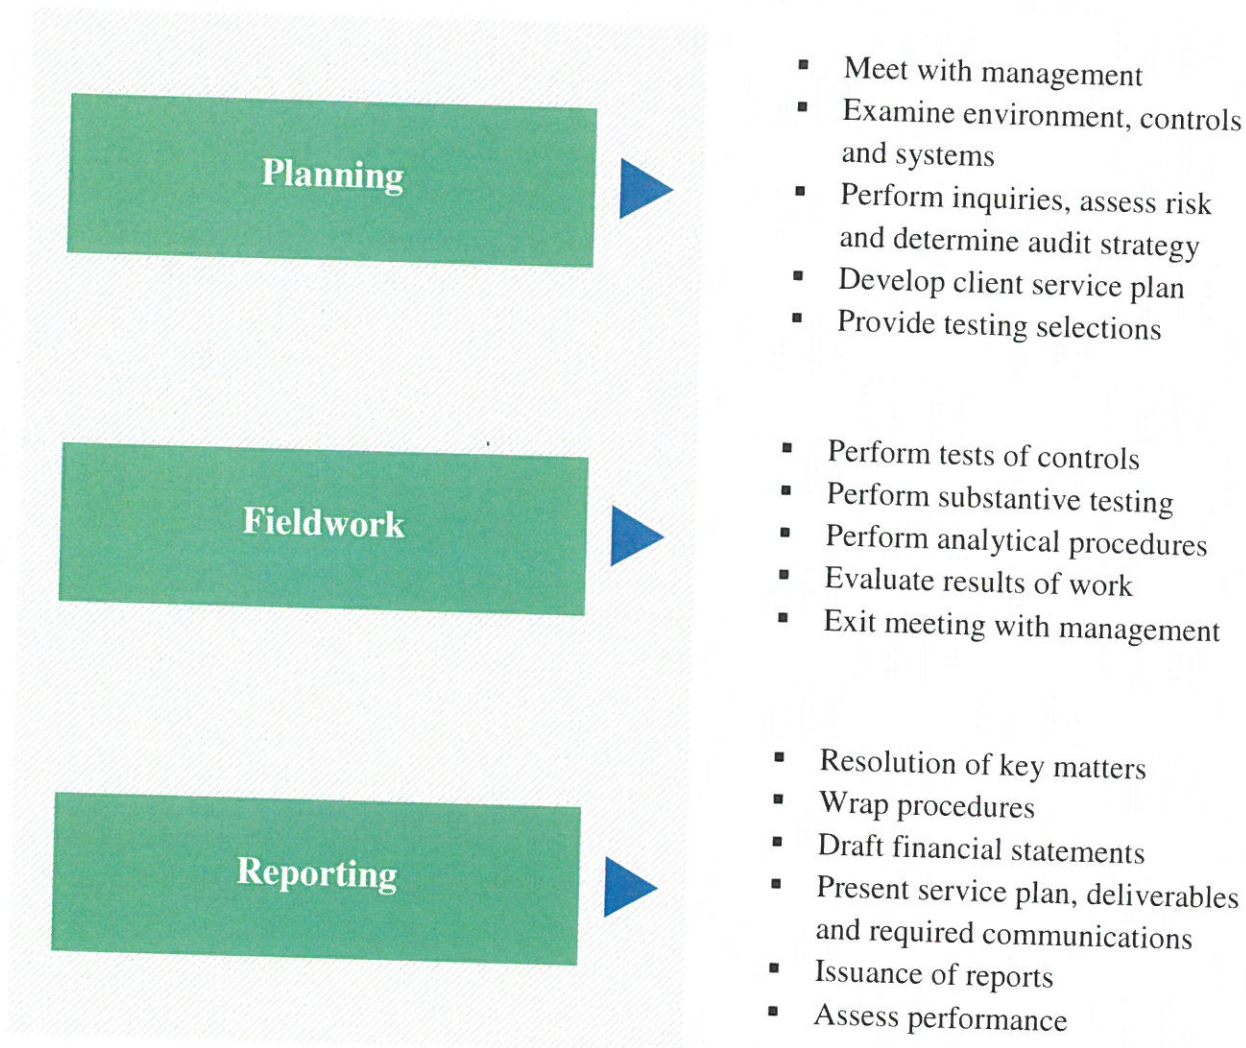 Planning
▪ Meet with management
▪ Examine environment, controls
and systems
▪ Perform inquiries, assess risk
and determine audit strategy
▪ Develop client service plan
▪ Provide testing selections
Fieldwork
▪ Perform tests of controls
▪ Perform substantive testing
▪ Perform analytical procedures
▪ Evaluate results of work
▪ Exit meeting with management
Reporting
▪ Resolution of key matters
▪ Wrap procedures
▪ Draft financial statements
▪ Present service plan, deliverables
and required communications
▪ Issuance of reports
▪ Assess performance